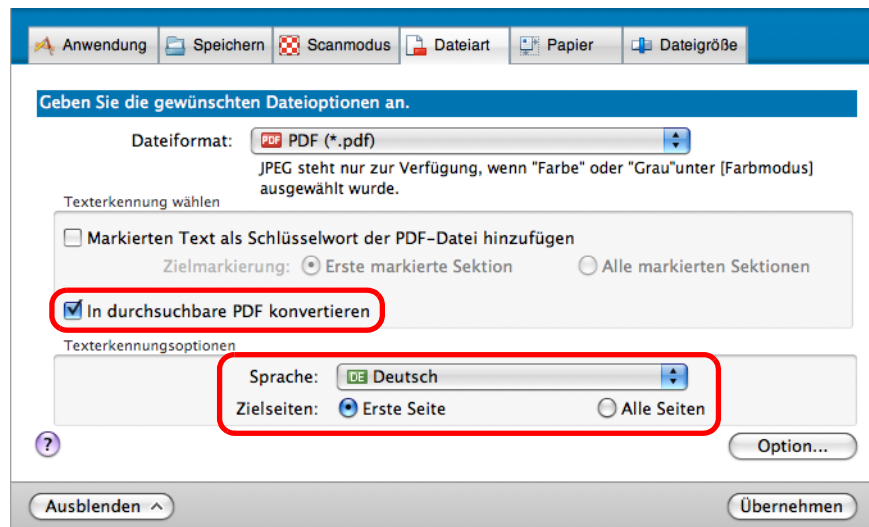 Anwendung Speichern Scanmodus Dateiart Papier Dateigröße
Geben Sie die gewünschten Dateioptionen an.
Dateiformat: PDF PDF (*.pdf)
JPEG steht nur zur Verfügung, wenn "Farbe" oder "Grau"unter [Farbmodus]
ausgewählt wurde.
Texterkennung wählen
Markierten Text als Schlüsselwort der PDF-Datei hinzufügen
Zielmarkierung: Erste markierte Sektion Alle markierten Sektionen
In durchsuchbare PDF konvertieren
Texterkennungsoptionen
Sprache: DE Deutsch
Zielseiten: Erste Seite Alle Seiten
? Option...
Ausblenden Übernehmen